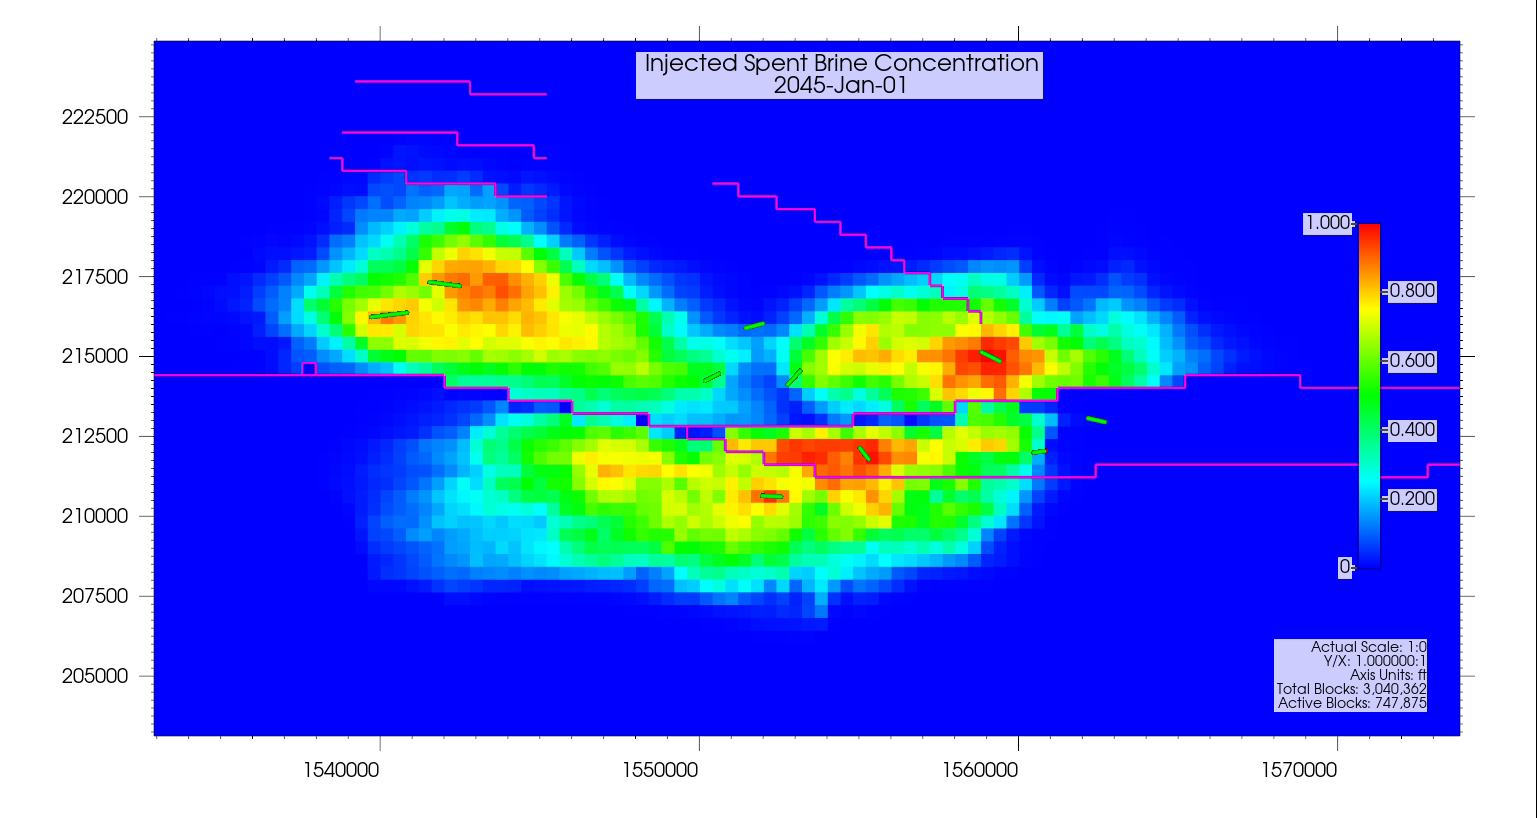 Injected Spent Brine Concentration
2045-Jan-01
222500
220000
217500
215000
212500
210000
207500
205000
1.000
0.800
0.600
0.400
0.200
0
Actual Scale: 1:0
Y/X: 1.000000:1
Axis Units: ft
Total Blocks: 3,040,362
Active Blocks: 747,875
1540000
1550000
1560000
1570000